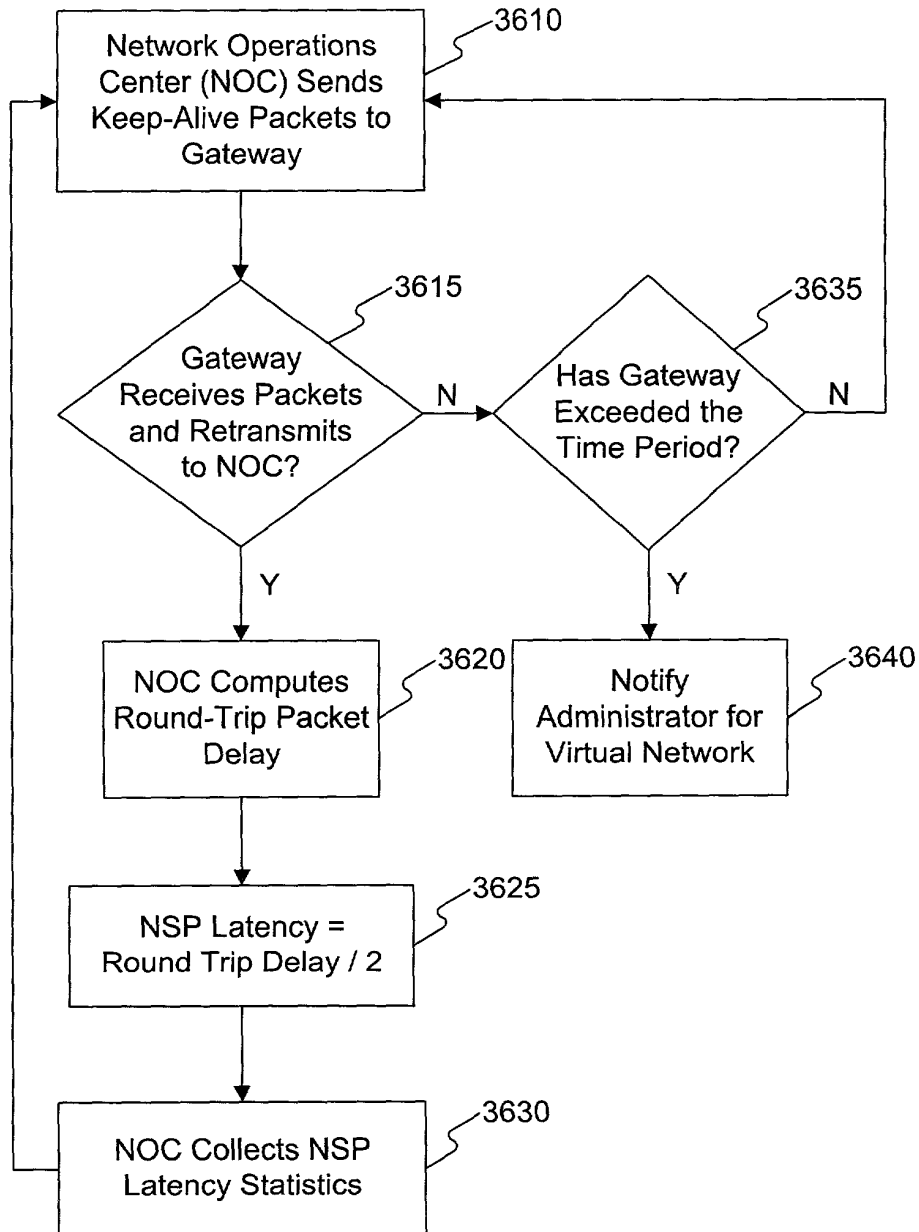 3610
Network Operations
Center (NOC) Sends
Keep-Alive Packets to
Gateway
3615
Gateway
Receives Packets
and Retransmits
to NOC?
N
Y
3635
Has Gateway
Exceeded the
Time Period?
N
Y
3620
NOC Computes
Round-Trip Packet
Delay
3640
Notify
Administrator for
Virtual Network
3625
NSP Latency =
Round Trip Delay / 2
3630
NOC Collects NSP
Latency Statistics